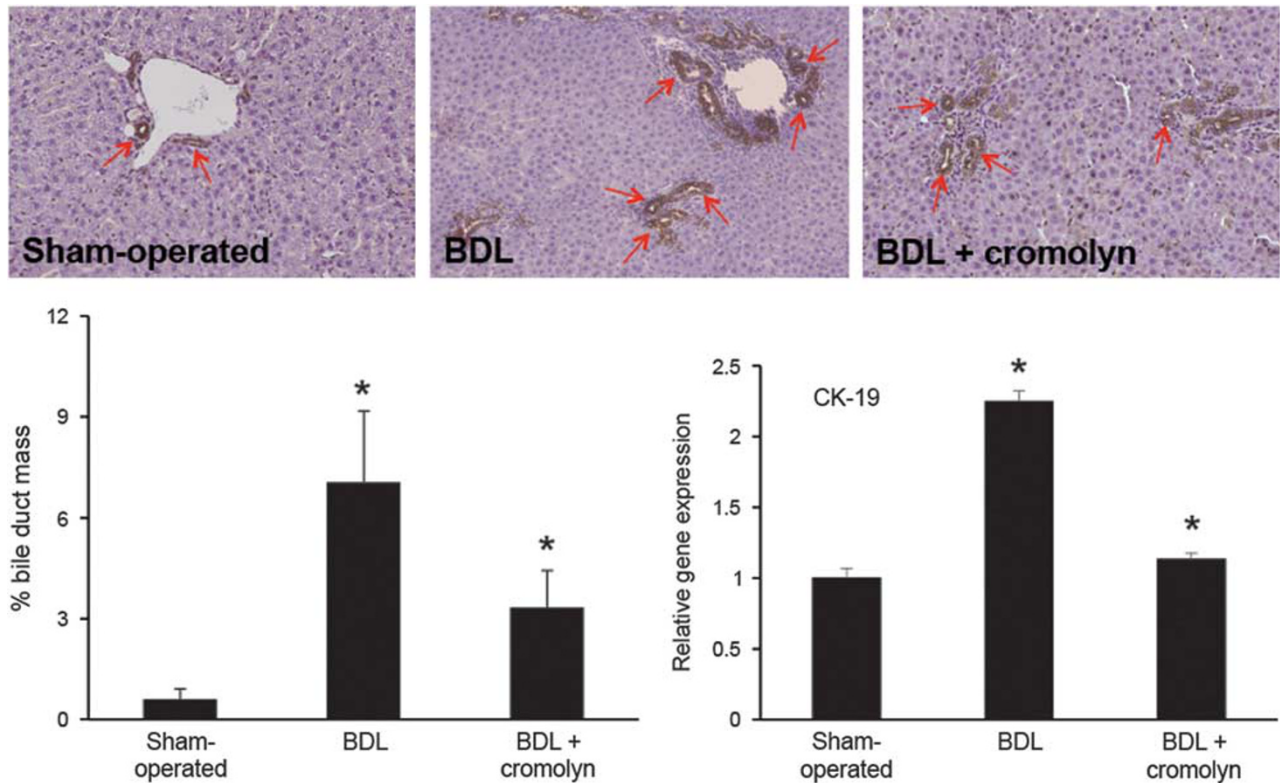 Sham-operated
BDL
BDL + cromolyn
% bile duct mass
12
9
6
3
0
*
*
Sham-
operated
BDL
BDL +
cromolyn
Relative gene expression
CK-19
2.5
2
1.5
1
0.5
0
*
*
Sham-
operated
BDL
BDL +
cromolyn